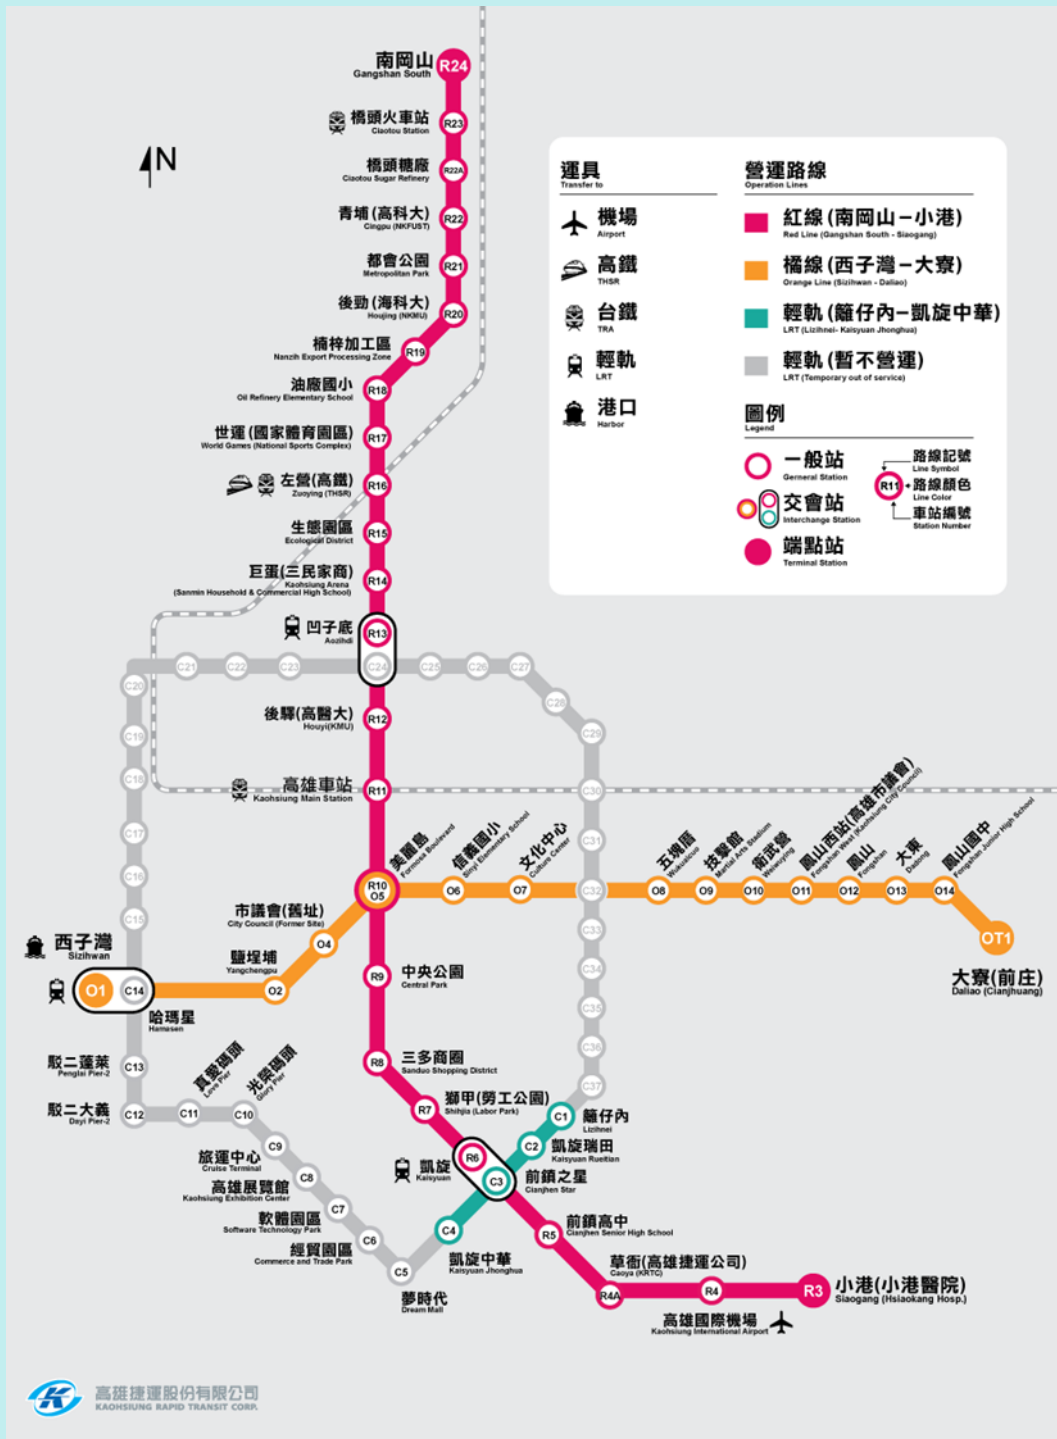 南岡山
Gangshan South
R24
橋頭火車站
Ciaotou Station
R23
橋頭糖廠
Ciaotou Sugar Refinery
R22A
青埔(高科大)
Cingpu (NKFUST)
R22
都會公園
Metropolitan Park
R21
後勁(海科大)
Houjing (NKMU)
R20
楠梓加工區
Nanzih Export Processing Zone
R19
油廠國小
Oil Refinery Elementary School
R18
世運(國家體育園區)
World Games (National Sports Complex)
R17
左營(高鐵)
Zuoying (THSR)
R16
生態園區
Ecological District
R15
巨蛋(三民家商)
Kaohsiung Arena
(Sanmin Household & Commercial High School)
R14
凹子底
Aozihdi
R13
N
運具
Transfer to
機場
Airport
高鐵
THSR
台鐵
TRA
輕軌
LRT
港口
Harbor
營運路線
Operation Lines
紅線(南岡山–小港)
Red Line (Gangshan South - Siaogang)
橘線(西子灣–大寮)
Orange Line (Sizihwan - Daliao)
輕軌(籬仔內–凱旋中華)
LRT (Lizihnei- Kaisyuan Jhonghua)
輕軌(暫不營運)
LRT (Temporary out of service)
圖例
Legend
一般站
Gerneral Station
交會站
Interchange Station
端點站
Terminal Station
R11
路線記號
Line Symbol
路線顏色
Line Color
車站編號
Station Number
C20
C21
C22
C23
C24
C25
C26
C27
C28
C29
C19
C18
C17
C16
C15
C30
C31
C32
C33
C34
C35
C36
C37
後驛(高醫大)
Houyi(KMU)
R12
高雄車站
Kaohsiung Main Station
R11
美麗島
Formosa Boulevard
R10
O5
信義國小
Sinyi Elementary School
O6
文化中心
Culture Center
O7
五塊厝
Wukuaicuo
O8
技擊館
Martial Arts Stadium
O9
衛武營
Weiwuying
O10
鳳山西站(高雄市議會)
Fongshan West (Kaohsiung City Council)
O11
鳳山
Fongshan
O12
大東
Dadong
O13
鳳山國中
Fongshan Junior High School
O14
OT1
大寮(前庄)
Daliao (Cianjhuang)
市議會(舊址)
City Council (Former Site)
O4
鹽埕埔
Yangchengpu
O2
西子灣
Sizihwan
O1
C14
哈瑪星
Hamasen
中央公園
Central Park
R9
三多商圈
Sanduo Shopping District
R8
獅甲(勞工公園)
Shihjia (Labor Park)
R7
凱旋
Kaisyuan
R6
C3
前鎮之星
Cianjhen Star
駁二蓬萊
Penglai Pier-2
C13
駁二大義
Dayi Pier-2
C12
真愛碼頭
Love Pier
C11
光榮碼頭
Glory Pier
C10
旅運中心
Cruise Terminal
C9
高雄展覽館
Kaohsiung Exhibition Center
C8
軟體園區
Software Technology Park
C7
經貿園區
Commerce and Trade Park
C6
C5
夢時代
Dream Mall
C1
籬仔內
Lizihnei
C2
凱旋瑞田
Kaisyuan Rueitian
C4
凱旋中華
Kaisyuan Jhonghua
前鎮高中
Cianjhen Senior High School
R5
草衙(高雄捷運公司)
Caoya (KRTC)
R4A
R4
高雄國際機場
Kaohsiung International Airport
R3
小港(小港醫院)
Siaogang (Hsiaokang Hosp.)
K
高雄捷運股份有限公司
KAOHSIUNG RAPID TRANSIT CORP.